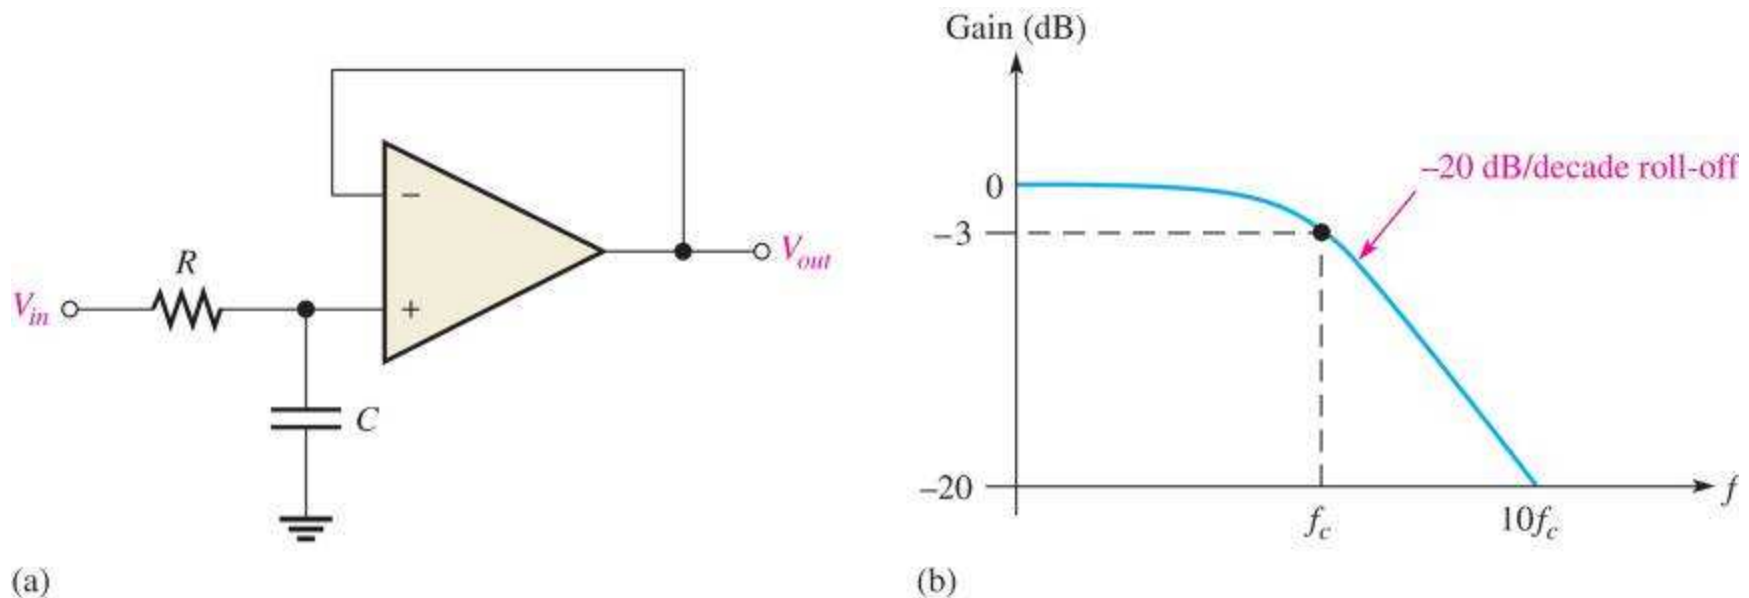 R
V_in
−
+
V_out
C
(a)
Gain (dB)
0
–3
–20
–20 dB/decade roll-off
f_c
10f_c
f
(b)